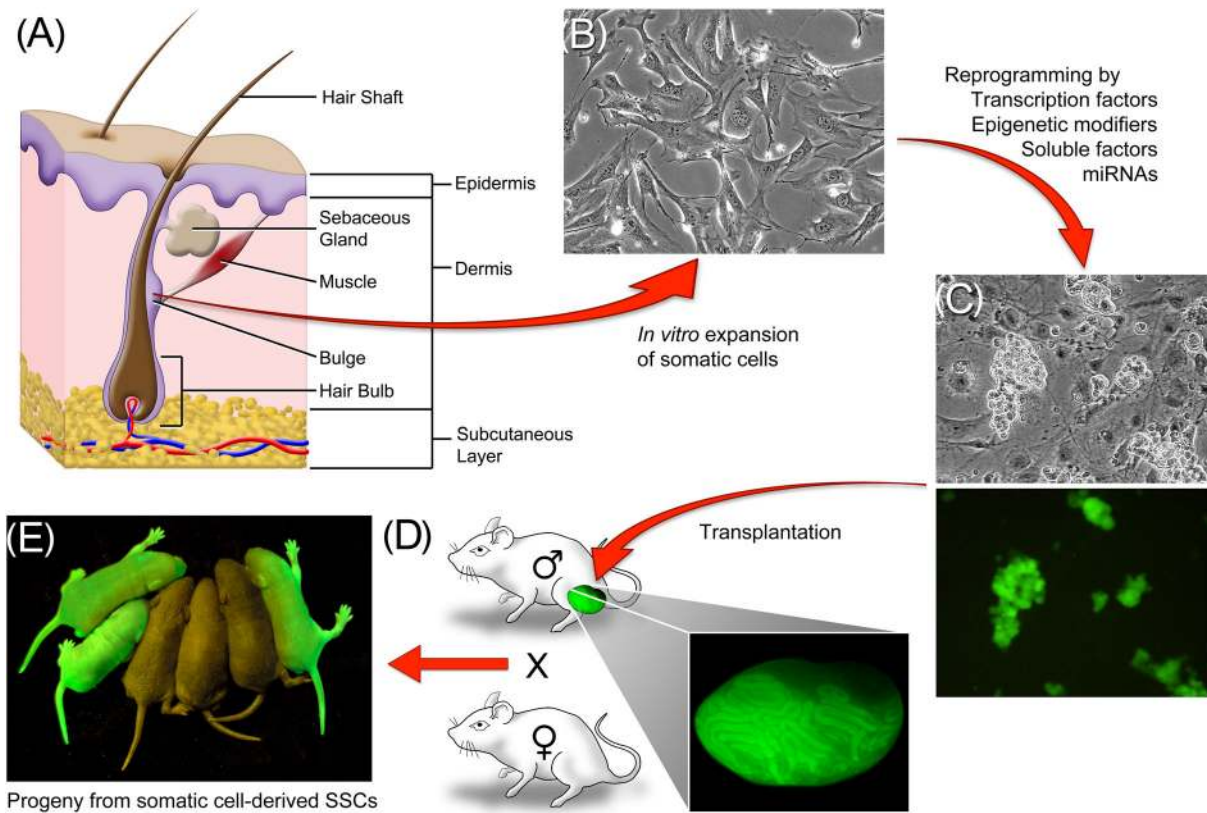 (A)
Hair Shaft
Epidermis
Sebaceous
Gland
Dermis
Muscle
Bulge
Hair Bulb
Subcutaneous
Layer
(B)
In vitro expansion
of somatic cells
Reprogramming by
Transcription factors
Epigenetic modifiers
Soluble factors
miRNAs
(C)
Transplantation
(D)
♂
X
♀
(E)
Progeny from somatic cell-derived SSCs